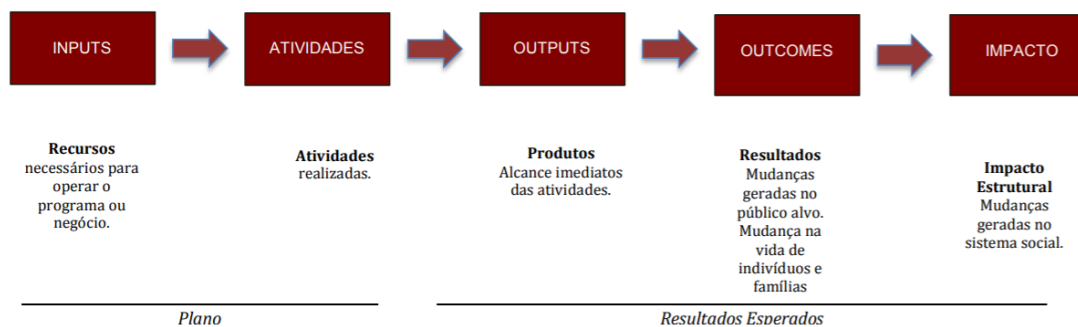 INPUTS
ATIVIDADES
OUTPUTS
OUTCOMES
IMPACTO
Recursos
necessários para
operar o
programa ou
negócio.
Atividades
realizadas.
Produtos
Alcance imediatos
das atividades.
Resultados
Mudanças
geradas no
público alvo.
Mudança na
vida de
indivíduos e
famílias
Impacto
Estrutural
Mudanças
geradas no
sistema social.
Plano
Resultados Esperados